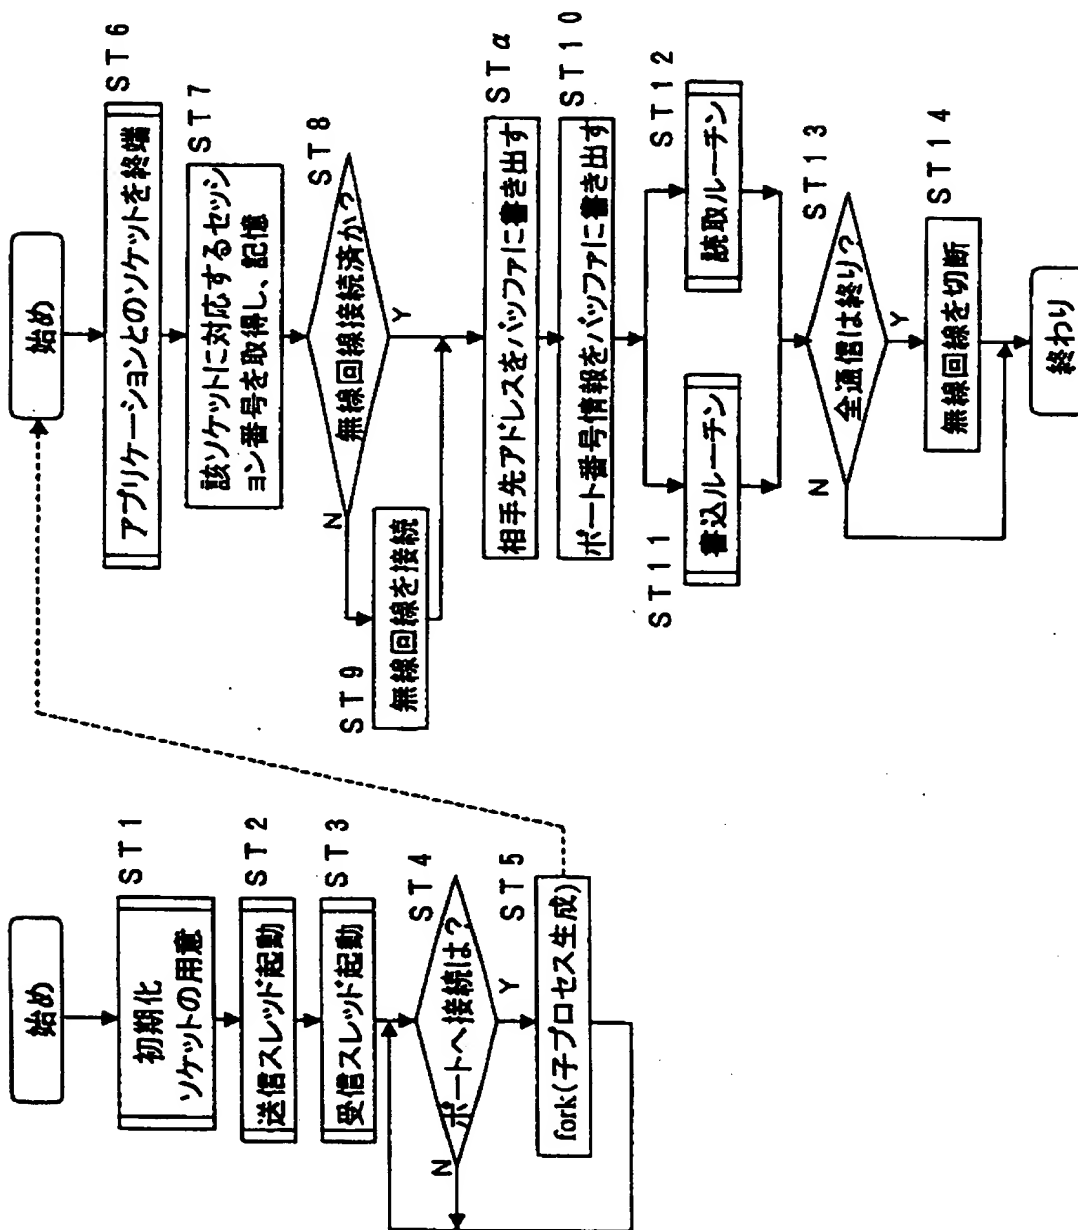 始め
初期化
ソケットの用意
ST1
送信スレッド起動
ST2
受信スレッド起動
ST3
ポートへ接続は?
ST4
N
Y
fork(子プロセス生成)
ST5
始め
アプリケーションとのソケットを終端
ST6
該ソケットに対応するセッシ
ョン番号を取得し、記憶
ST7
無線回線接続済か?
ST8
N
Y
ST9
無線回線を接続
相手先アドレスをバッファに書き出す
STα
ポート番号情報をバッファに書き出す
ST10
ST11
書込ルーチン
読取ルーチン
ST12
全通信は終り?
ST13
N
Y
無線回線を切断
ST14
終わり